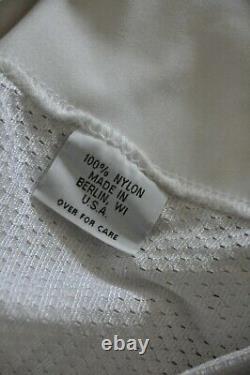 100% NYLON
MADE IN
BERLIN, WI
U.S.A.
OVER FOR CARE